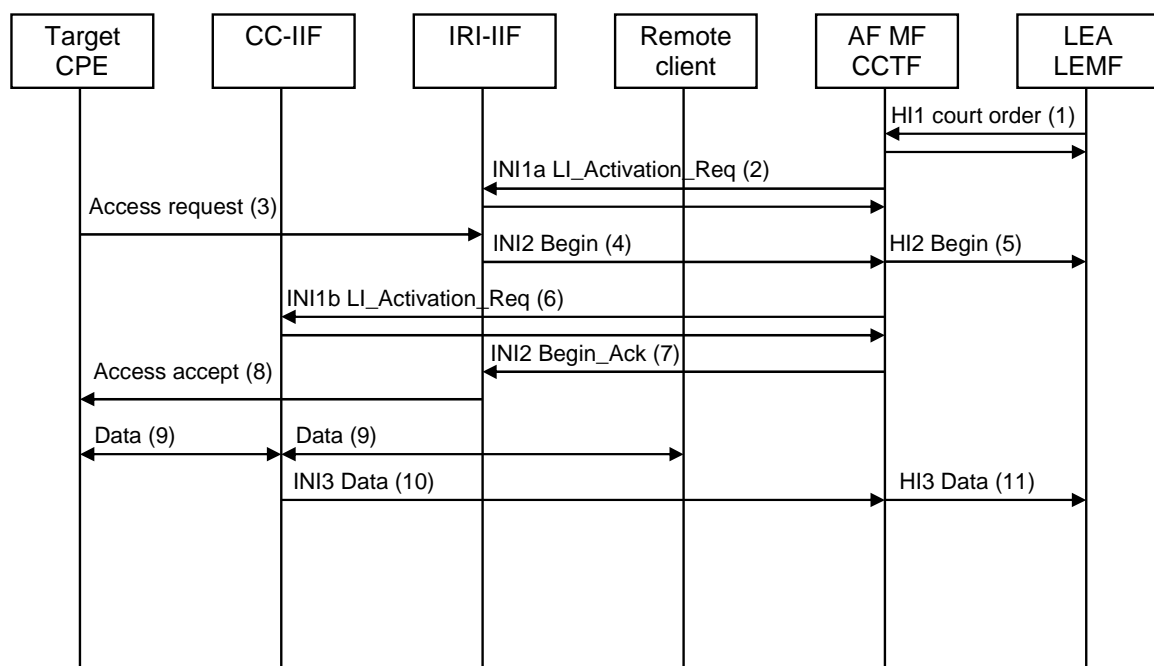 Target
CPE
CC-IIF
IRI-IIF
Remote
client
AF MF
CCTF
LEA
LEMF
HI1 court order (1)
INI1a LI_Activation_Req (2)
Access request (3)
INI2 Begin (4)
HI2 Begin (5)
INI1b LI_Activation_Req (6)
INI2 Begin_Ack (7)
Access accept (8)
Data (9)
Data (9)
INI3 Data (10)
HI3 Data (11)